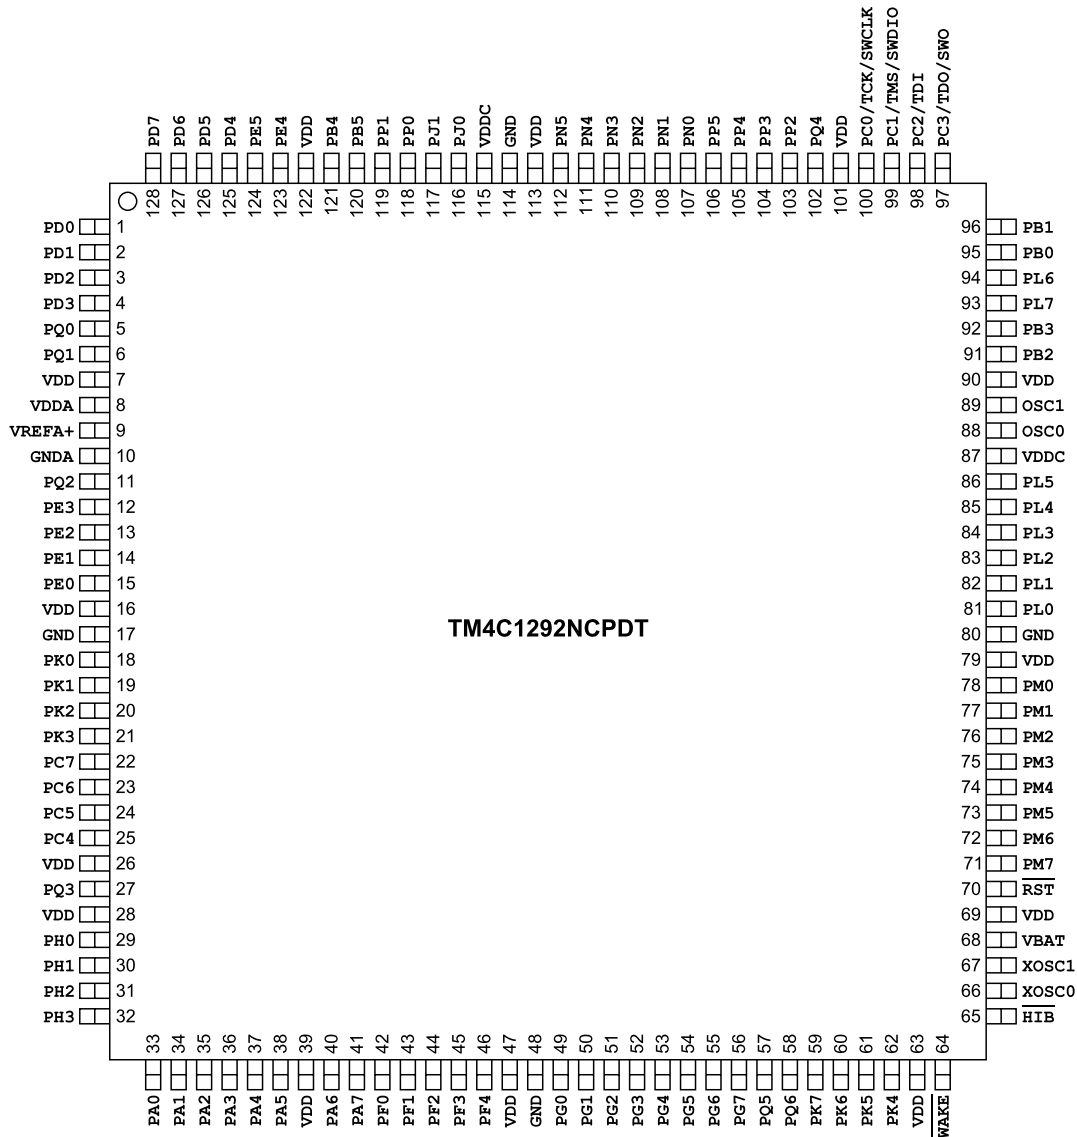 PC0/TCK/SWCLK
PC1/TMS/SWDIO
PC2/TDI
PC3/TDO/SWO
PD7 PD6 PD5 PD4 PE5 PE4 VDD PB4 PB5 PP1 PP0 PJ1 PJ0 VDDC GND VDD PN5 PN4 PN3 PN2 PN1 PN0 PP5 PP4 PP3 PP2 PQ4 VDD
128 127 126 125 124 123 122 121 120 119 118 117 116 115 114 113 112 111 110 109 108 107 106 105 104 103 102 101 100 99 98 97
PD0 1 96 PB1
PD1 2 95 PB0
PD2 3 94 PL6
PD3 4 93 PL7
PQ0 5 92 PB3
PQ1 6 91 PB2
VDD 7 90 VDD
VDDA 8 89 OSC1
VREFA+ 9 88 OSC0
GNDA 10 87 VDDC
PQ2 11 86 PL5
PE3 12 85 PL4
PE2 13 84 PL3
PE1 14 83 PL2
PE0 15 82 PL1
VDD 16 81 PL0
TM4C1292NCPDT
GND 17 80 GND
PK0 18 79 VDD
PK1 19 78 PM0
PK2 20 77 PM1
PK3 21 76 PM2
PC7 22 75 PM3
PC6 23 74 PM4
PC5 24 73 PM5
PC4 25 72 PM6
VDD 26 71 PM7
PQ3 27 70 RST
VDD 28 69 VDD
PH0 29 68 VBAT
PH1 30 67 XOSC1
PH2 31 66 XOSC0
PH3 32 65 HIB
33 34 35 36 37 38 39 40 41 42 43 44 45 46 47 48 49 50 51 52 53 54 55 56 57 58 59 60 61 62 63 64
PA0 PA1 PA2 PA3 PA4 PA5 VDD PA6 PA7 PF0 PF1 PF2 PF3 PF4 VDD GND PG0 PG1 PG2 PG3 PG4 PG5 PG6 PG7 PQ5 PQ6 PK7 PK6 PK5 PK4 VDD WAKE